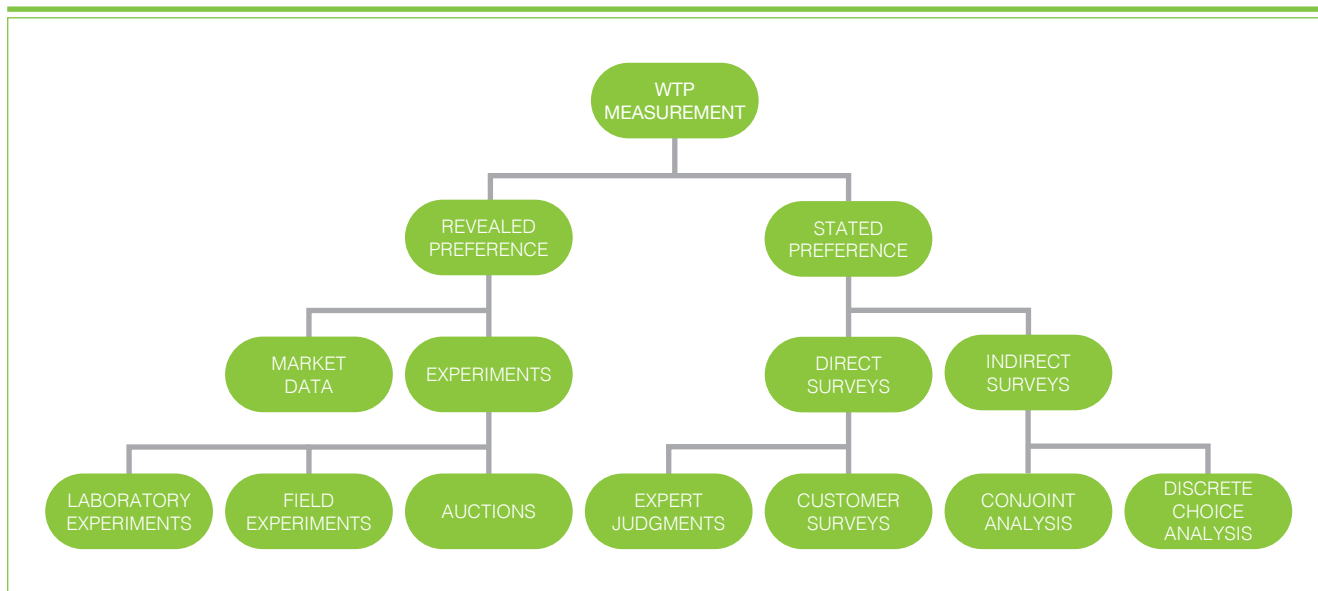 WTP
MEASUREMENT
REVEALED
PREFERENCE
STATED
PREFERENCE
MARKET
DATA
EXPERIMENTS
DIRECT
SURVEYS
INDIRECT
SURVEYS
LABORATORY
EXPERIMENTS
FIELD
EXPERIMENTS
AUCTIONS
EXPERT
JUDGMENTS
CUSTOMER
SURVEYS
CONJOINT
ANALYSIS
DISCRETE
CHOICE
ANALYSIS